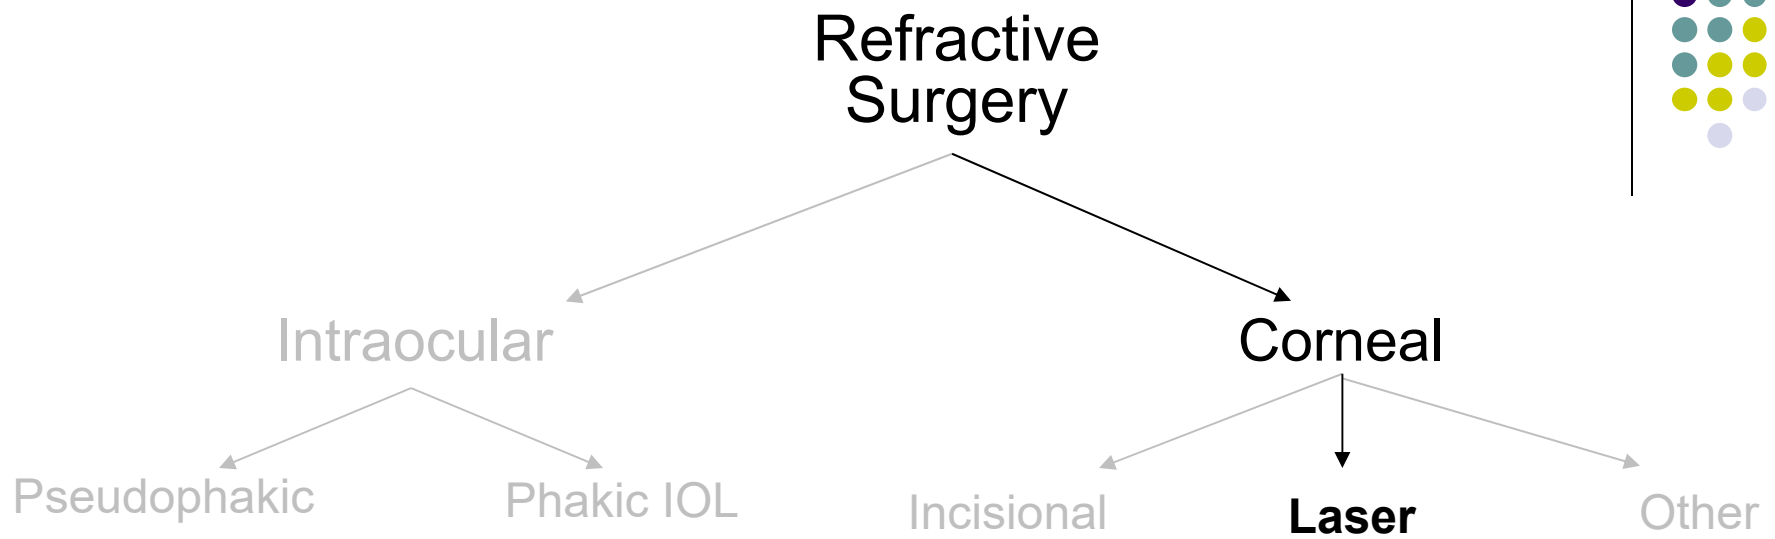 Refractive
Surgery
Intraocular
Corneal
Pseudophakic
Phakic IOL
Incisional
Laser
Other